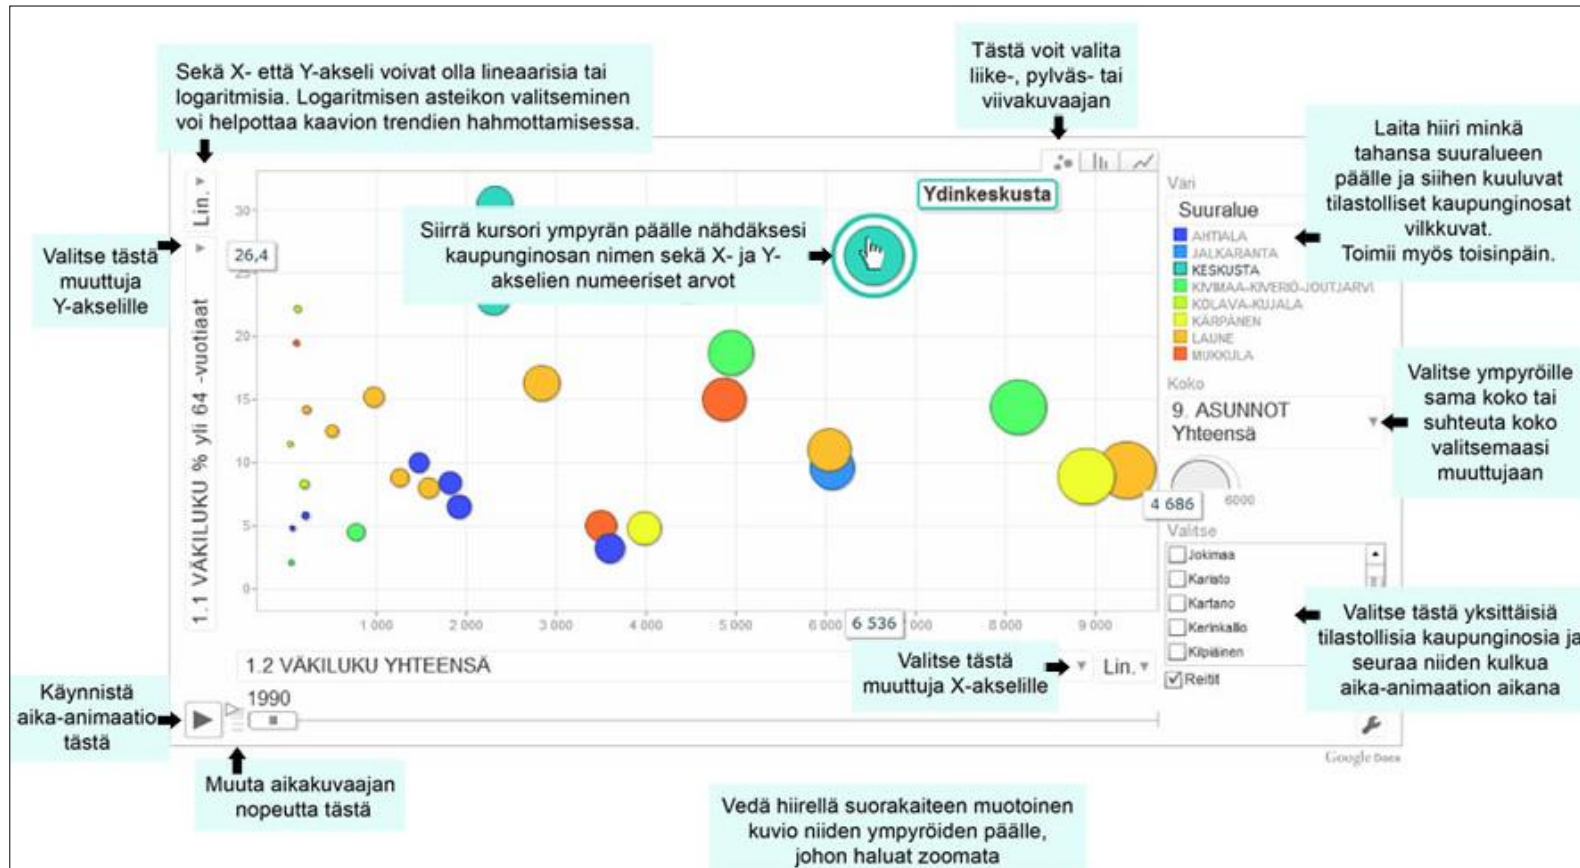 Sekä X- että Y-akseli voivat olla lineaarisia tai
logaritmisia. Logaritmisen asteikon valitseminen
voi helpottaa kaavion trendien hahmottamisessa.
Tästä voit valita
liike-, pylväs- tai
viivakuvaajan
Laita hiiri minkä
tahansa suuralueen
päälle ja siihen kuuluvat
tilastolliset kaupunginosat
vilkkuvat.
Toimii myös toisinpäin.
Valitse tästä
muuttuja
Y-akselille
Lin.
1.1 VÄKILUKU % yli 64 -vuotiaat
30
26,4
25
20
15
10
5
0
Siirrä kursori ympyrän päälle nähdäksesi
kaupunginosan nimen sekä X- ja Y-
akselien numeeriset arvot
Ydinkeskusta
Vari
Suuralue
AHTIALA
JALKARANTA
KESKUSTA
KIVIMAA-KIVERIÖ-JOUTJARVI
KOLAVA-KUJALA
KÄRPÄNEN
LAUNE
MUKKULA
Koko
9. ASUNNOT
Yhteensä
6000
4 686
Valitse ympyröille
sama koko tai
suhteuta koko
valitsemaasi
muuttujaan
Valitse
Jokimaa
Karisto
Kartano
Kerinkallio
Kilpiäinen
Reitit
Valitse tästä yksittäisiä
tilastollisia kaupunginosia ja
seuraa niiden kulkua
aika-animaation aikana
1 000 2 000 3 000 4 000 5 000 6 000 8 000 9 000
6 536
1.2 VÄKILUKU YHTEENSÄ
Valitse tästä
muuttuja X-akselille
Lin.
Käynnistä
aika-animaatio
tästä
1990
Muuta aikakuvaajan
nopeutta tästä
Google Docs
Vedä hiirellä suorakaiteen muotoinen
kuvio niiden ympyröiden päälle,
johon haluat zoomata